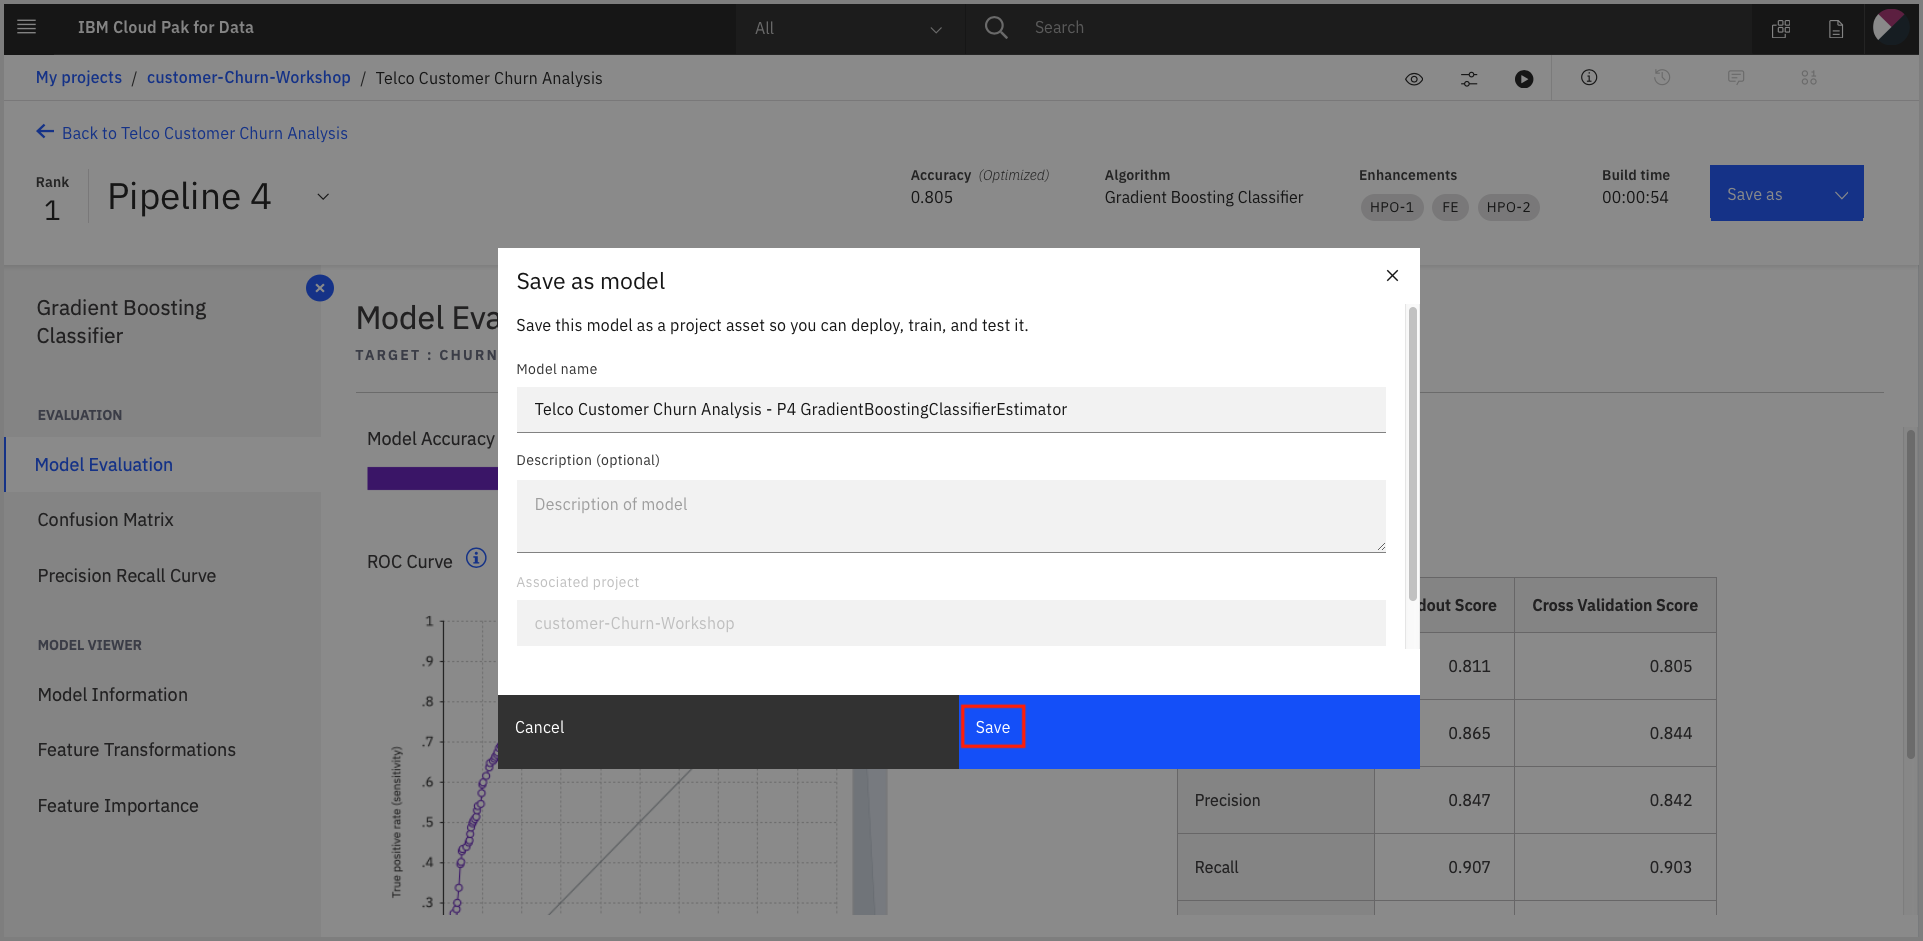 IBM Cloud Pak for Data
All
Search
My projects / customer-Churn-Workshop / Telco Customer Churn Analysis
Back to Telco Customer Churn Analysis
Rank
1
Pipeline 4
Accuracy (Optimized)
0.805
Algorithm
Gradient Boosting Classifier
Enhancements
HPO-1 FE HPO-2
Build time
00:00:54
Save as
Gradient Boosting
Classifier
EVALUATION
Model Evaluation
Confusion Matrix
Precision Recall Curve
MODEL VIEWER
Model Information
Feature Transformations
Feature Importance
Model Eva
TARGET : CHURN
Model Accuracy
ROC Curve
True positive rate (sensitivity)
1
.9
.8
.7
.6
.5
.4
.3
Save as model
Save this model as a project asset so you can deploy, train, and test it.
Model name
Telco Customer Churn Analysis - P4 GradientBoostingClassifierEstimator
Description (optional)
Description of model
Associated project
customer-Churn-Workshop
Cancel
Save
dout Score Cross Validation Score
0.811 0.805
0.865 0.844
Precision 0.847 0.842
Recall 0.907 0.903